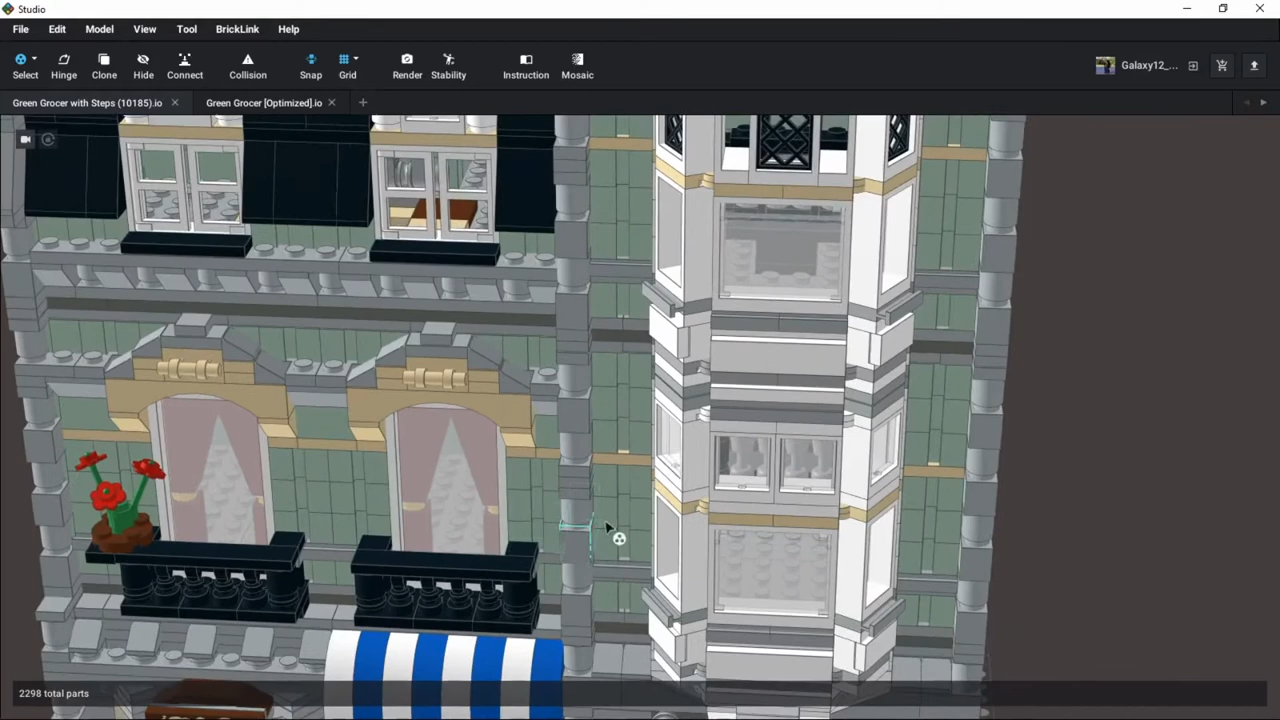 Studio
File Edit Model View Tool BrickLink Help
Select Hinge Clone Hide Connect Collision Snap Grid Render Stability Instruction Mosaic Galaxy12_...
Green Grocer with Steps (10185).io Green Grocer [Optimized].io
2298 total parts